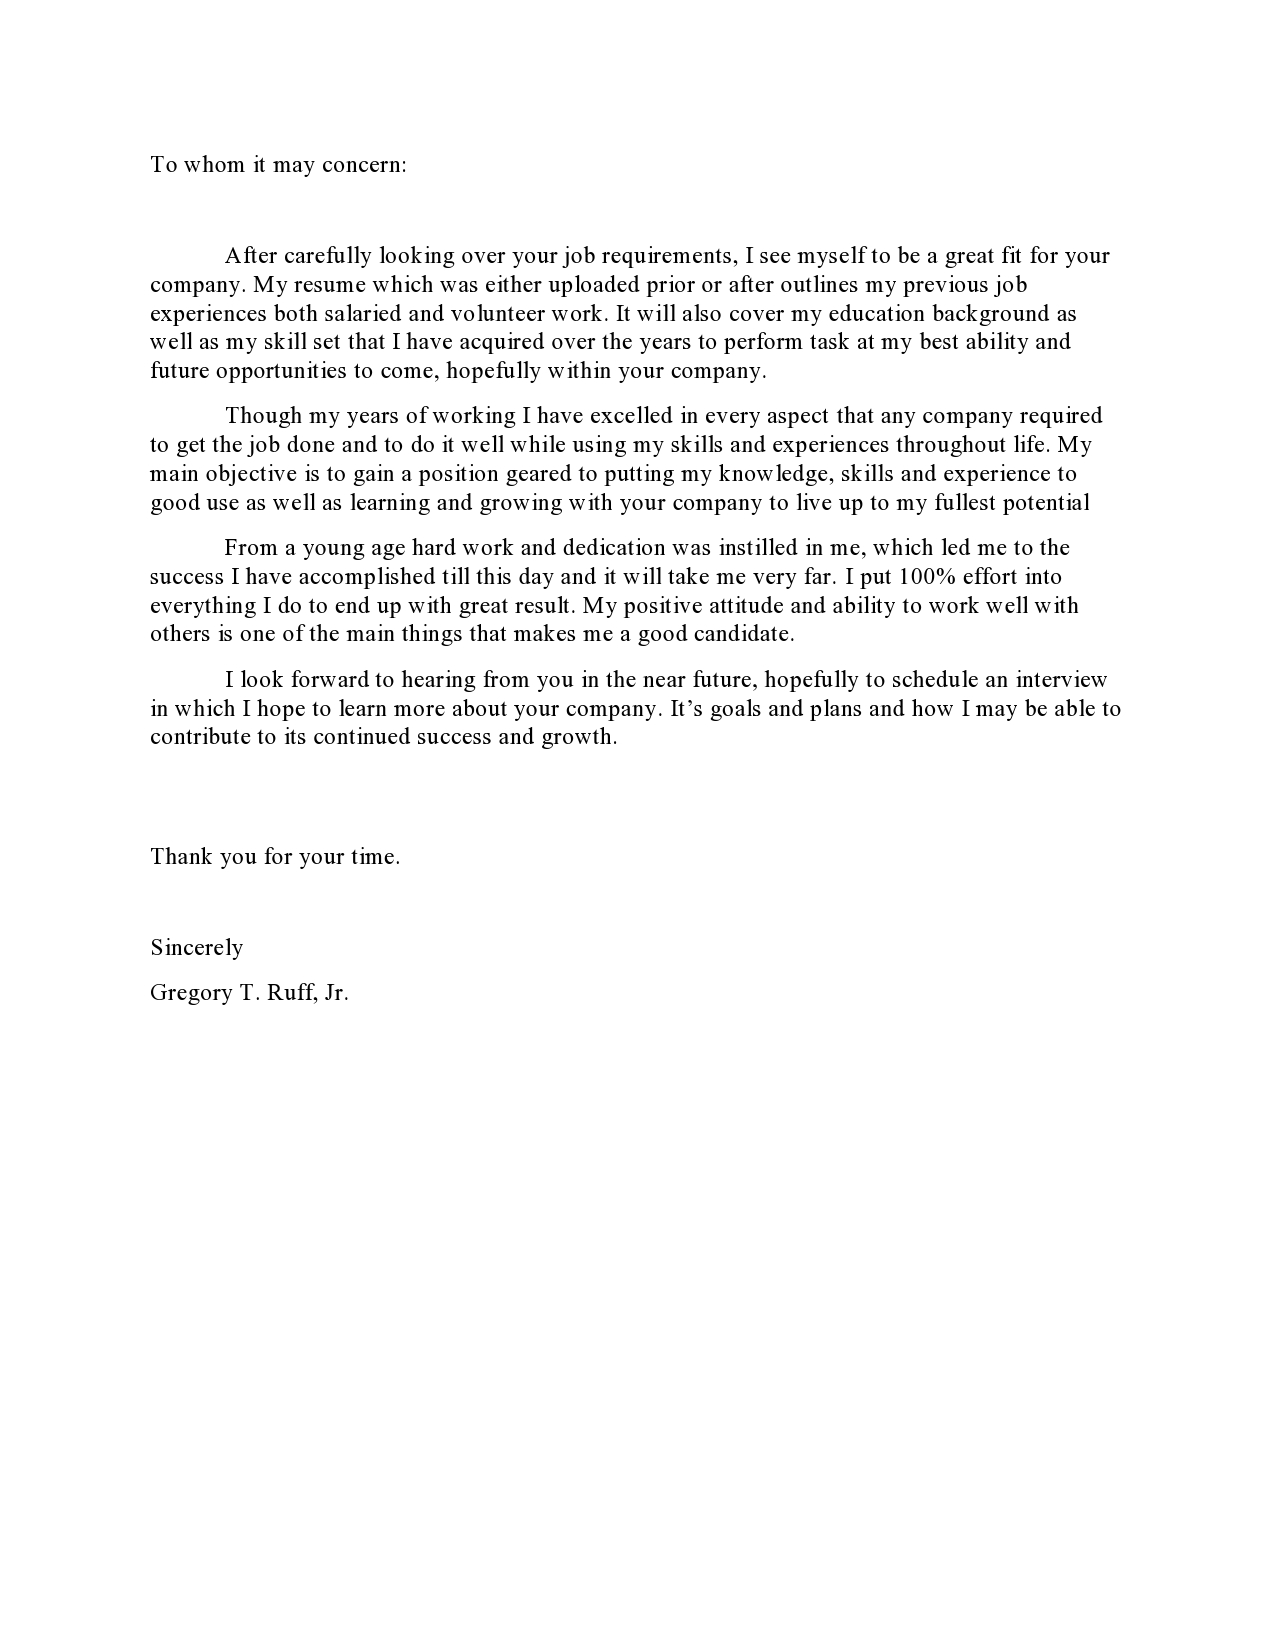 To whom it may concern:
After carefully looking over your job requirements, I see myself to be a great fit for your
company. My resume which was either uploaded prior or after outlines my previous job
experiences both salaried and volunteer work. It will also cover my education background as
well as my skill set that I have acquired over the years to perform task at my best ability and
future opportunities to come, hopefully within your company.
Though my years of working I have excelled in every aspect that any company required
to get the job done and to do it well while using my skills and experiences throughout life. My
main objective is to gain a position geared to putting my knowledge, skills and experience to
good use as well as learning and growing with your company to live up to my fullest potential
From a young age hard work and dedication was instilled in me, which led me to the
success I have accomplished till this day and it will take me very far. I put 100% effort into
everything I do to end up with great result. My positive attitude and ability to work well with
others is one of the main things that makes me a good candidate.
I look forward to hearing from you in the near future, hopefully to schedule an interview
in which I hope to learn more about your company. It’s goals and plans and how I may be able to
contribute to its continued success and growth.
Thank you for your time.
Sincerely
Gregory T. Ruff, Jr.